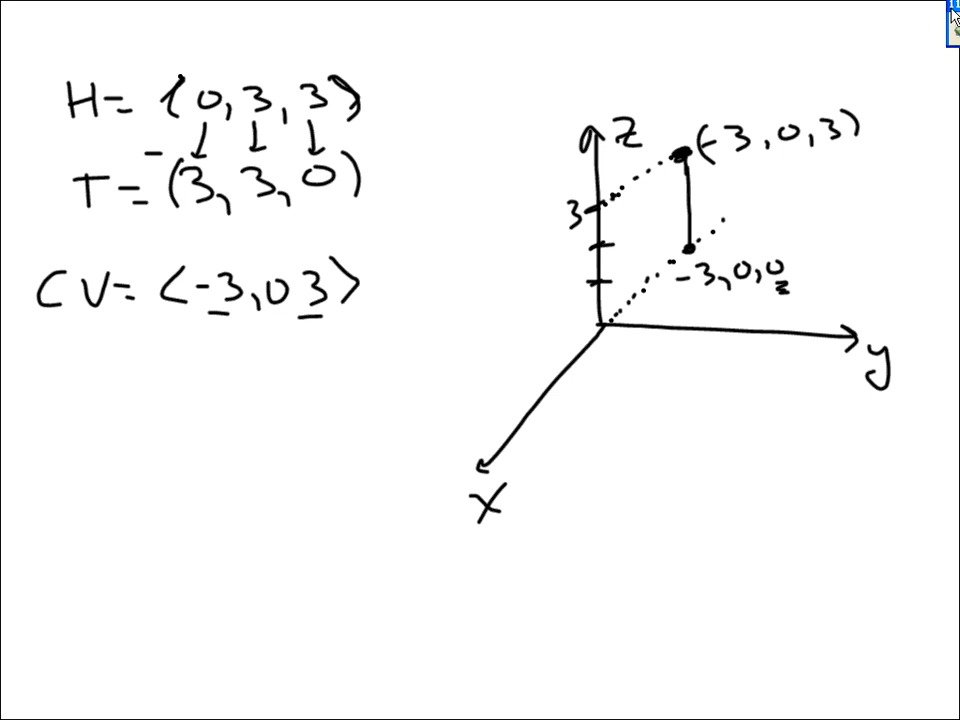 H= (0, 3, 3)
-
T= (3, 3, 0)
CV= <-3, 0 3>
Z
(-3, 0, 3)
3
-3, 0, 0
y
X